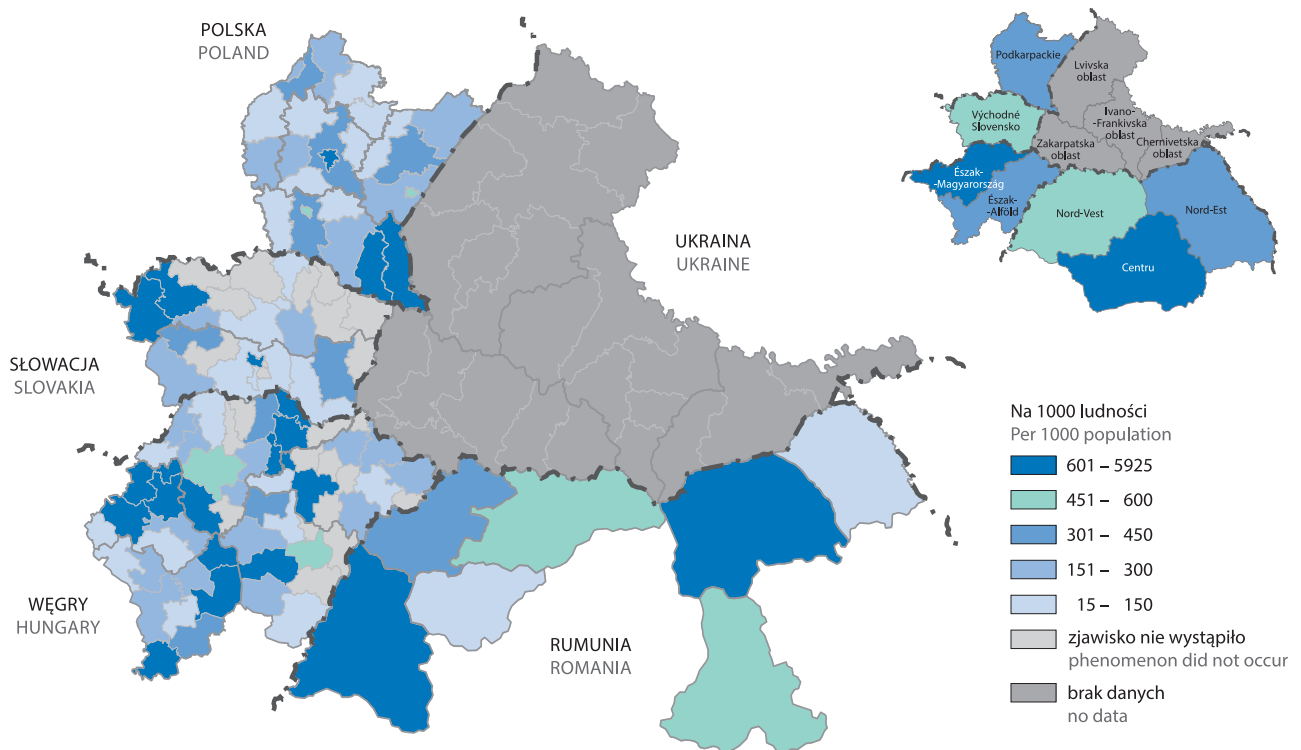 POLSKA
POLAND
UKRAINA
UKRAINE
SŁOWACJA
SLOVAKIA
WĘGRY
HUNGARY
RUMUNIA
ROMANIA
Podkarpackie
Lvivska
oblast
Východné
Slovensko
Ivano-
-Frankivska
oblast
Zakarpatska
oblast
Chernivetska
oblast
Észak-
-Magyarország
Észak-
-Alföld
Nord-Vest
Nord-Est
Centru
Na 1000 ludności
Per 1000 population
601 – 5925
451 – 600
301 – 450
151 – 300
15 – 150
zjawisko nie wystąpiło
phenomenon did not occur
brak danych
no data